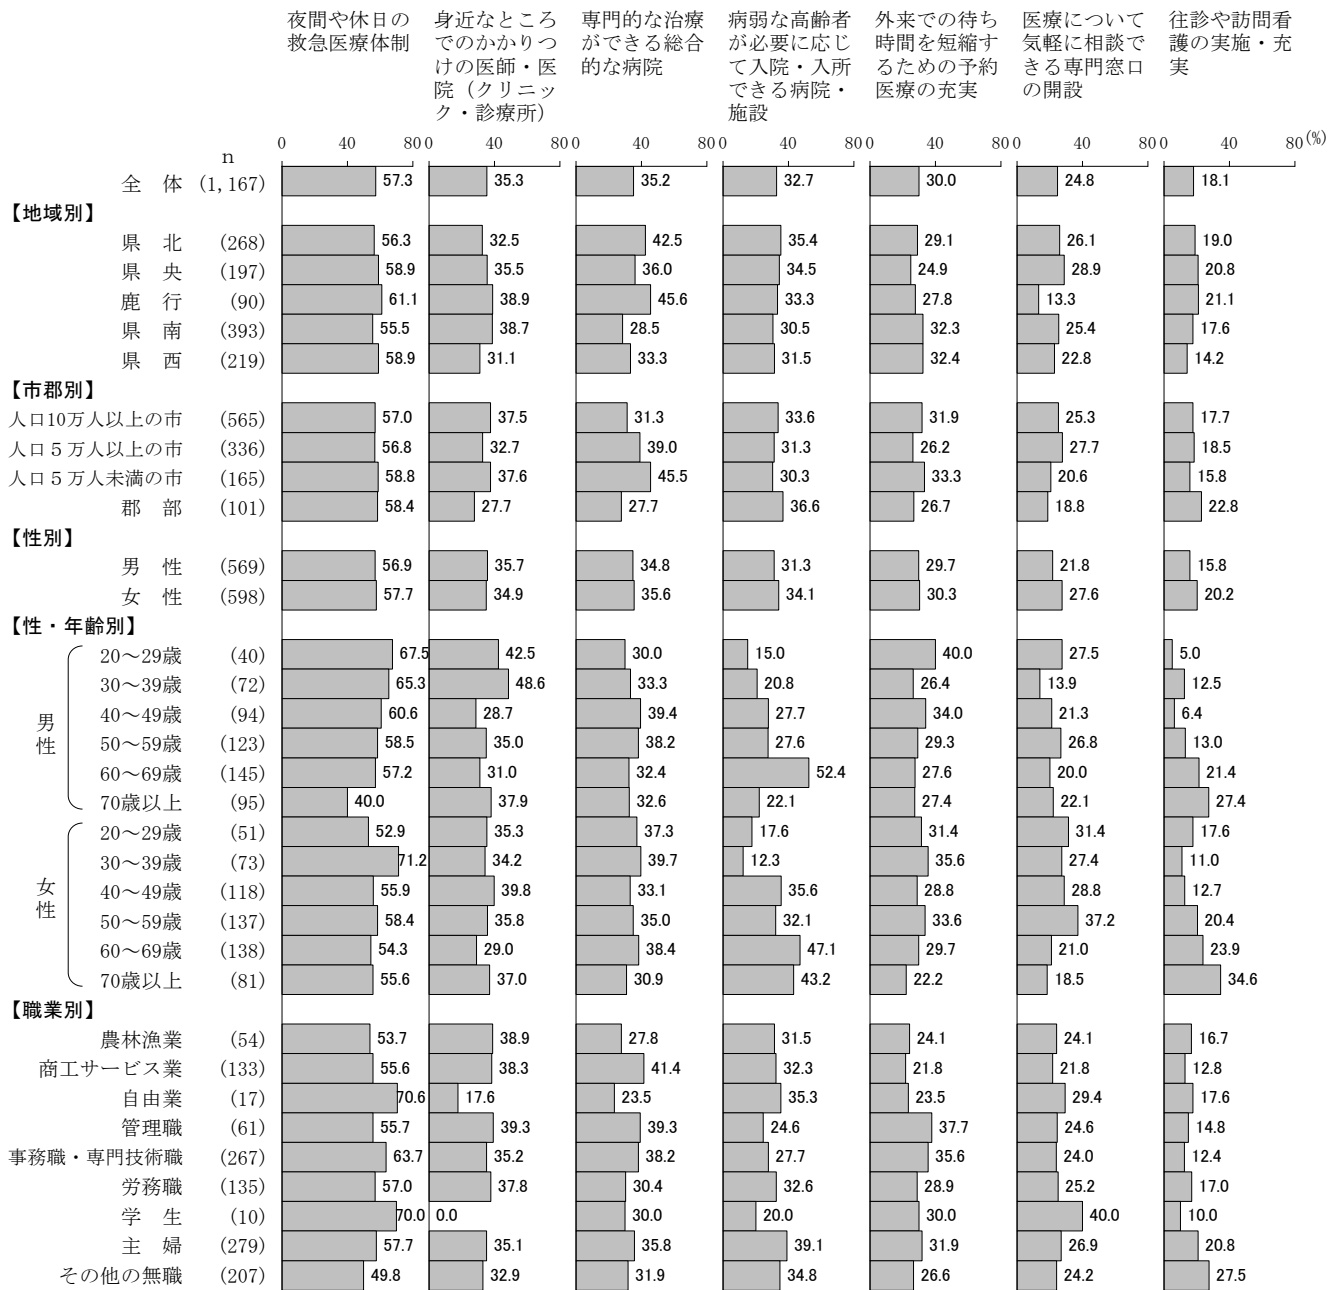 夜間や休日の
救急医療体制
身近なところ
でのかかりつ
けの医師・医
院（クリニッ
ク・診療所）
専門的な治療
ができる総合
的な病院
病弱な高齢者
が必要に応じ
て入院・入所
できる病院・
施設
外来での待ち
時間を短縮す
るための予約
医療の充実
医療について
気軽に相談で
きる専門窓口
の開設
往診や訪問看
護の実施・充
実
0 40 80 0 40 80 0 40 80 0 40 80 0 40 80 0 40 80 0 40 80 (%)
n
全 体 (1,167) 57.3 35.3 35.2 32.7 30.0 24.8 18.1
【地域別】
県 北 (268) 56.3 32.5 42.5 35.4 29.1 26.1 19.0
県 央 (197) 58.9 35.5 36.0 34.5 24.9 28.9 20.8
鹿 行 (90) 61.1 38.9 45.6 33.3 27.8 13.3 21.1
県 南 (393) 55.5 38.7 28.5 30.5 32.3 25.4 17.6
県 西 (219) 58.9 31.1 33.3 31.5 32.4 22.8 14.2
【市郡別】
人口10万人以上の市 (565) 57.0 37.5 31.3 33.6 31.9 25.3 17.7
人口５万人以上の市 (336) 56.8 32.7 39.0 31.3 26.2 27.7 18.5
人口５万人未満の市 (165) 58.8 37.6 45.5 30.3 33.3 20.6 15.8
郡 部 (101) 58.4 27.7 27.7 36.6 26.7 18.8 22.8
【性別】
男 性 (569) 56.9 35.7 34.8 31.3 29.7 21.8 15.8
女 性 (598) 57.7 34.9 35.6 34.1 30.3 27.6 20.2
【性・年齢別】
男性
20～29歳 (40) 67.5 42.5 30.0 15.0 40.0 27.5 5.0
30～39歳 (72) 65.3 48.6 33.3 20.8 26.4 13.9 12.5
40～49歳 (94) 60.6 28.7 39.4 27.7 34.0 21.3 6.4
50～59歳 (123) 58.5 35.0 38.2 27.6 29.3 26.8 13.0
60～69歳 (145) 57.2 31.0 32.4 52.4 27.6 20.0 21.4
70歳以上 (95) 40.0 37.9 32.6 22.1 27.4 22.1 27.4
女性
20～29歳 (51) 52.9 35.3 37.3 17.6 31.4 31.4 17.6
30～39歳 (73) 71.2 34.2 39.7 12.3 35.6 27.4 11.0
40～49歳 (118) 55.9 39.8 33.1 35.6 28.8 28.8 12.7
50～59歳 (137) 58.4 35.8 35.0 32.1 33.6 37.2 20.4
60～69歳 (138) 54.3 29.0 38.4 47.1 29.7 21.0 23.9
70歳以上 (81) 55.6 37.0 30.9 43.2 22.2 18.5 34.6
【職業別】
農林漁業 (54) 53.7 38.9 27.8 31.5 24.1 24.1 16.7
商工サービス業 (133) 55.6 38.3 41.4 32.3 21.8 21.8 12.8
自由業 (17) 70.6 17.6 23.5 35.3 23.5 29.4 17.6
管理職 (61) 55.7 39.3 39.3 24.6 37.7 24.6 14.8
事務職・専門技術職 (267) 63.7 35.2 38.2 27.7 35.6 24.0 12.4
労務職 (135) 57.0 37.8 30.4 32.6 28.9 25.2 17.0
学 生 (10) 70.0 0.0 30.0 20.0 30.0 40.0 10.0
主 婦 (279) 57.7 35.1 35.8 39.1 31.9 26.9 20.8
その他の無職 (207) 49.8 32.9 31.9 34.8 26.6 24.2 27.5